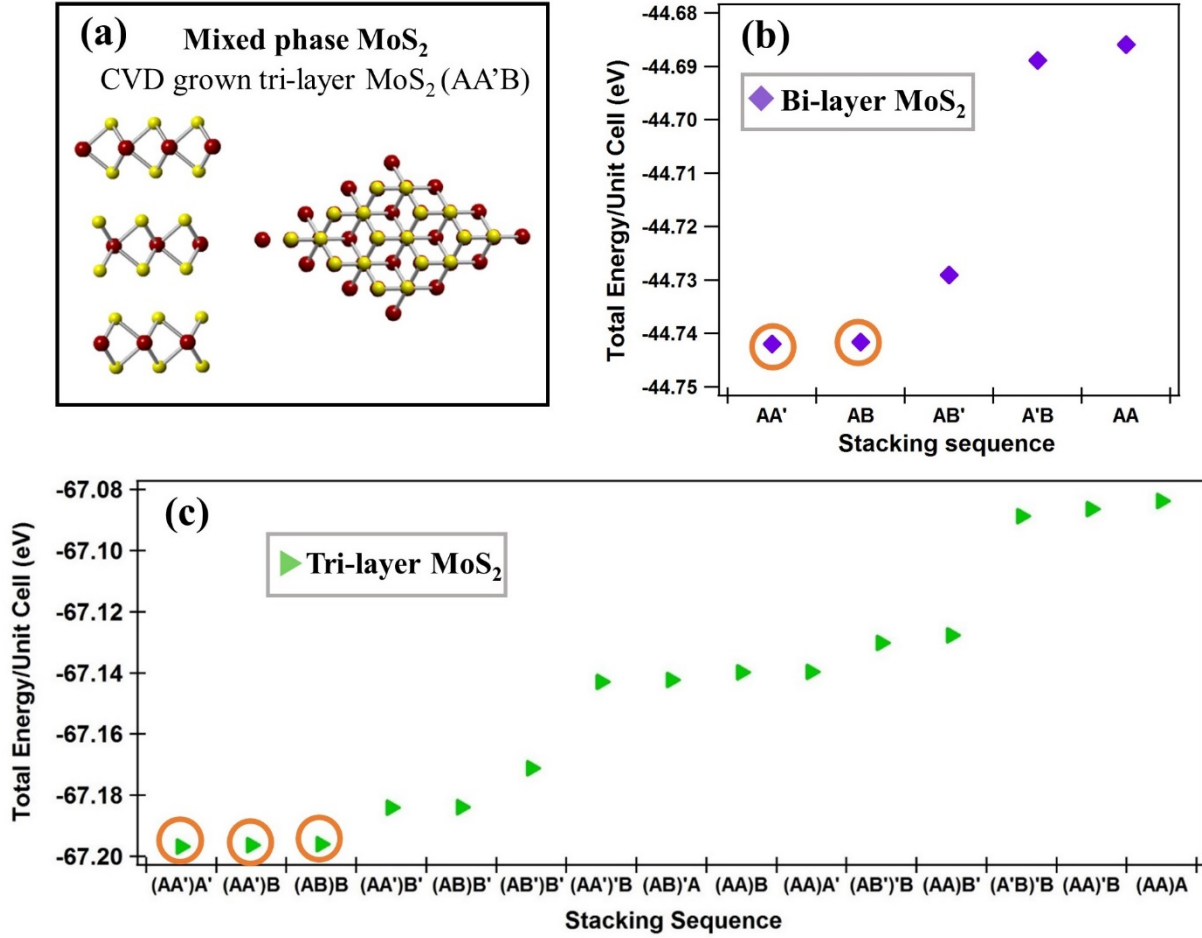 (a)
Mixed phase MoS₂
CVD grown tri-layer MoS₂ (AA’B)
(b)
Bi-layer MoS₂
Total Energy/Unit Cell (eV)
-44.68
-44.69
-44.70
-44.71
-44.72
-44.73
-44.74
-44.75
AA' AB AB' A'B AA
Stacking sequence
(c)
Tri-layer MoS₂
Total Energy/Unit Cell (eV)
-67.08
-67.10
-67.12
-67.14
-67.16
-67.18
-67.20
(AA')A' (AA')B (AB)B (AA')B' (AB)B' (AB')B' (AA')'B (AB)'A (AA)B (AA)A' (AB')'B (AA)B' (A'B)'B (AA)'B (AA)A
Stacking Sequence